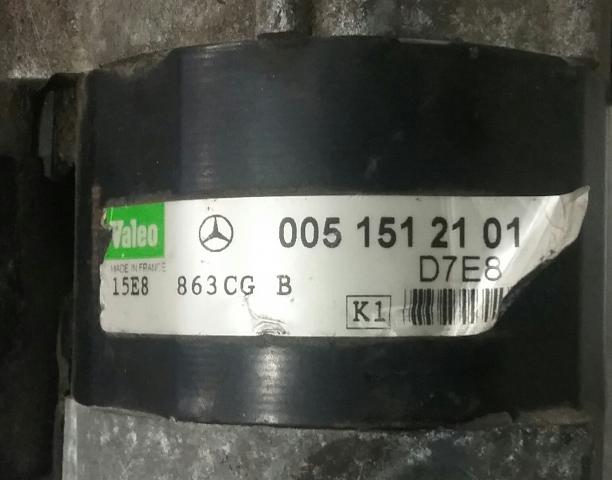 Valeo 005 151 21 01
MADE IN FRANCE D7E8
15E8 863CG B
K1